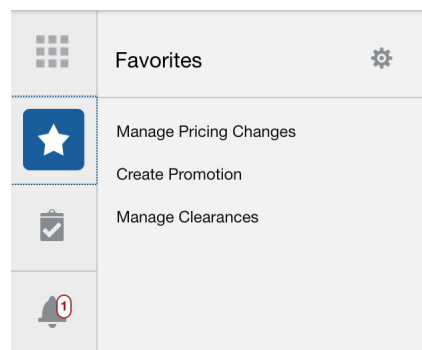 Favorites
Manage Pricing Changes
Create Promotion
Manage Clearances
1